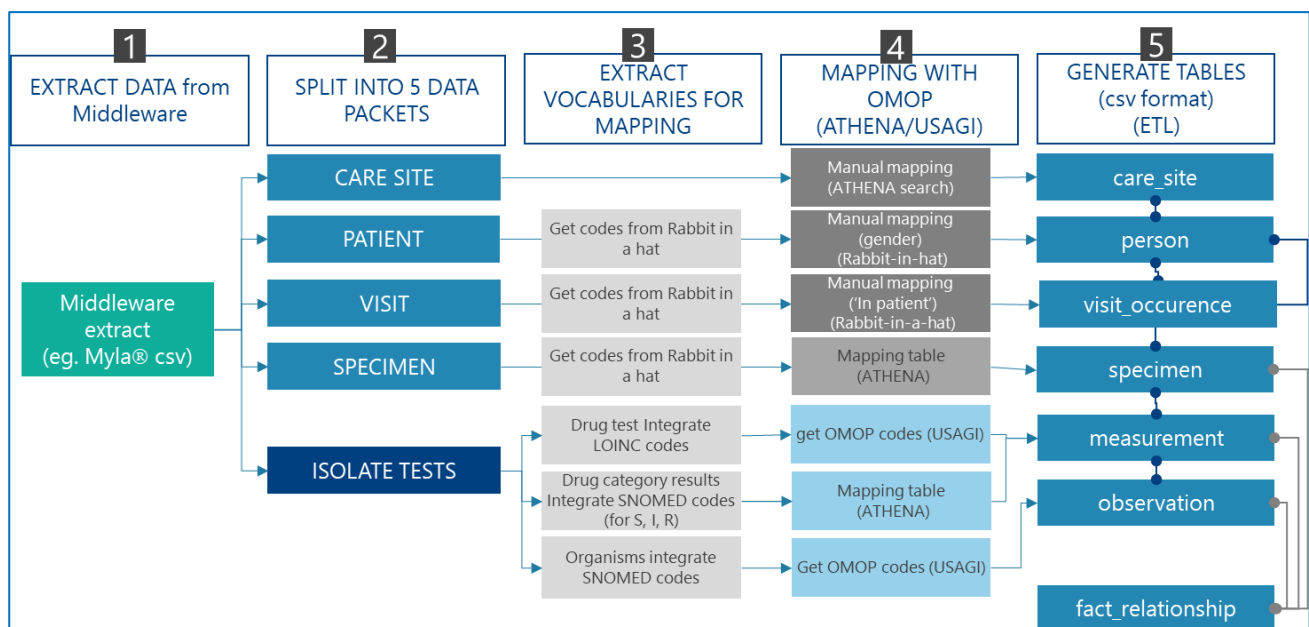 1
EXTRACT DATA from
Middleware
2
SPLIT INTO 5 DATA
PACKETS
3
EXTRACT
VOCABULARIES FOR
MAPPING
4
MAPPING WITH
OMOP
(ATHENA/USAGI)
5
GENERATE TABLES
(csv format)
(ETL)
Middleware
extract
(eg. Myla® csv)
CARE SITE
Manual mapping
(ATHENA search)
care_site
PATIENT
Get codes from Rabbit in
a hat
Manual mapping
(gender)
(Rabbit-in-hat)
person
VISIT
Get codes from Rabbit in
a hat
Manual mapping
('In patient')
(Rabbit-in-a-hat)
visit_occurence
SPECIMEN
Get codes from Rabbit in
a hat
Mapping table
(ATHENA)
specimen
ISOLATE TESTS
Drug test Integrate
LOINC codes
get OMOP codes (USAGI)
measurement
Drug category results
Integrate SNOMED codes
(for S, I, R)
Mapping table
(ATHENA)
observation
Organisms integrate
SNOMED codes
Get OMOP codes (USAGI)
fact_relationship